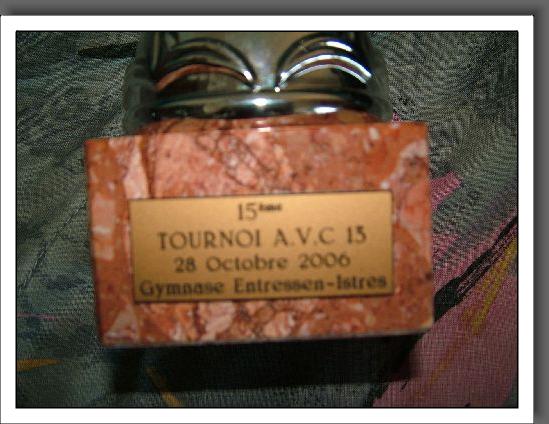 15ème
TOURNOI A.V.C 13
28 Octobre 2006
Gymnase Entressen-Istres